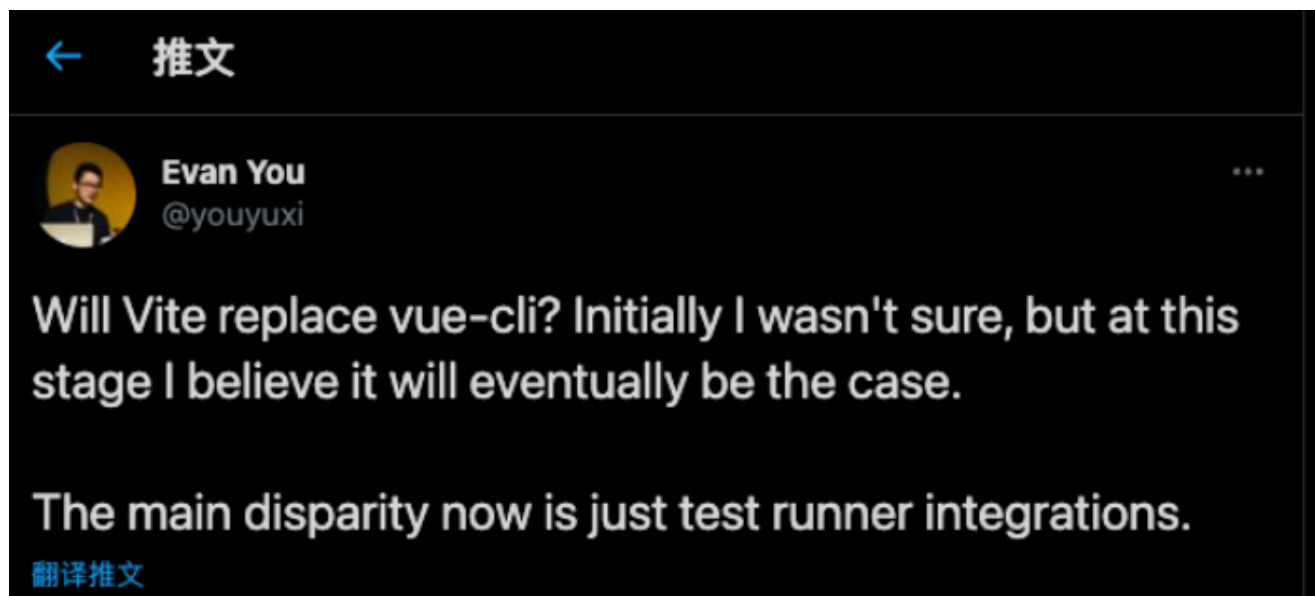 推文
Evan You
@youyuxi
Will Vite replace vue-cli? Initially I wasn't sure, but at this
stage I believe it will eventually be the case.
The main disparity now is just test runner integrations.
翻译推文